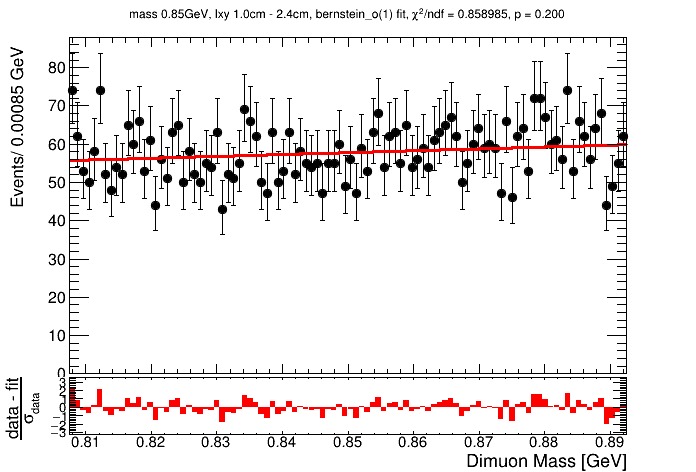 mass 0.85GeV, lxy 1.0cm - 2.4cm, bernstein_o(1) fit, χ²/ndf = 0.858985, p = 0.200
Events/ 0.00085 GeV
80
70
60
50
40
30
20
10
0
data - fit
σdata
3
2
1
0
−1
−2
−3
0.81 0.82 0.83 0.84 0.85 0.86 0.87 0.88 0.89
Dimuon Mass [GeV]